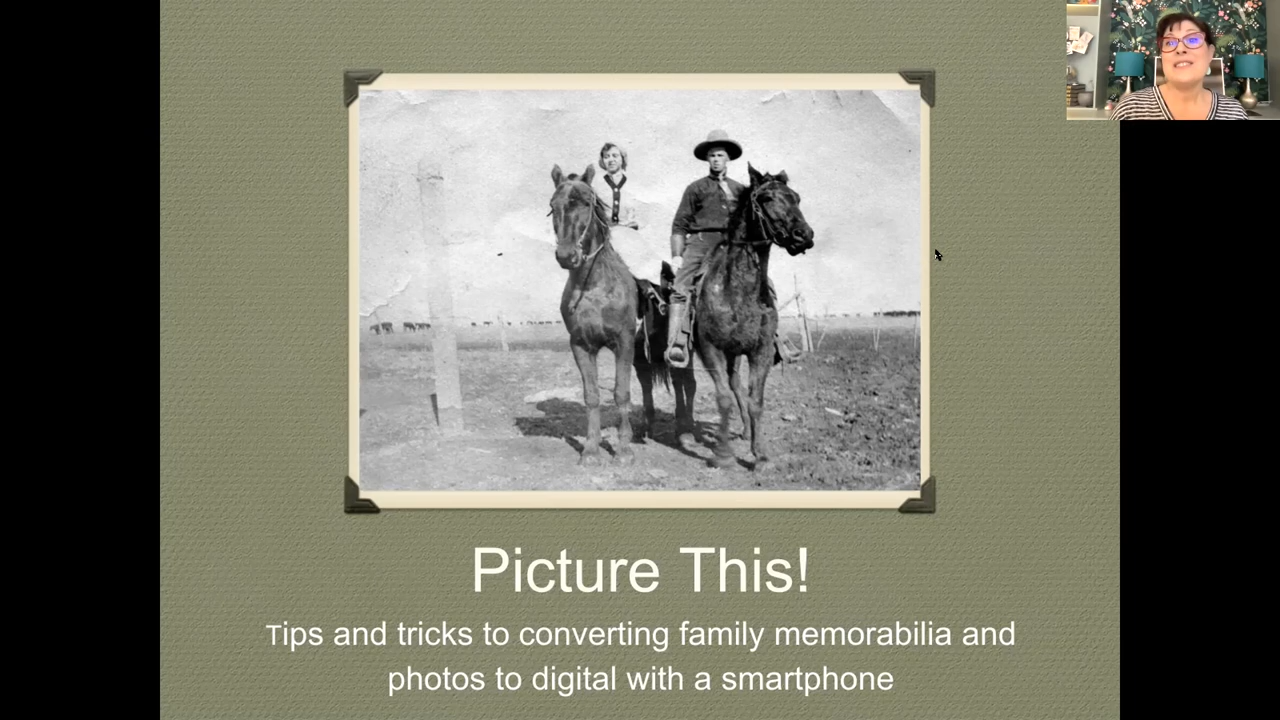 Picture This!
Tips and tricks to converting family memorabilia and
photos to digital with a smartphone